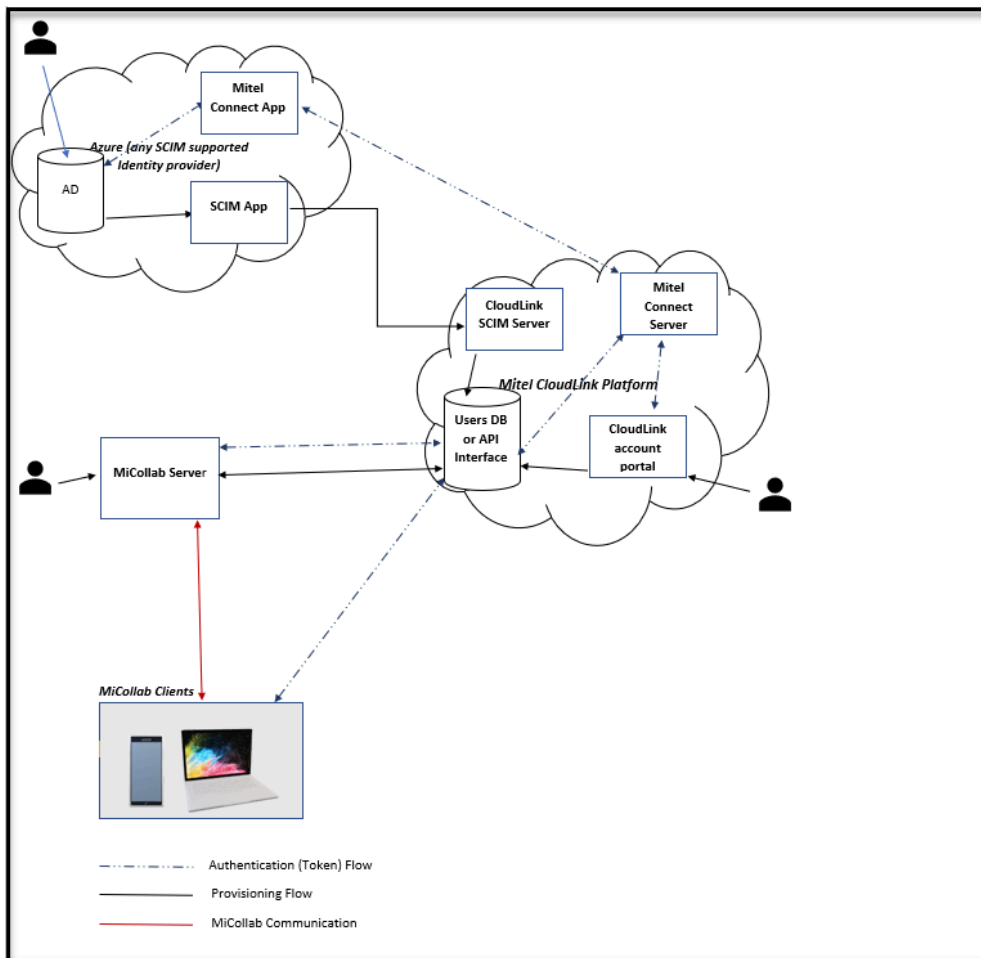 Mitel
Connect App
Azure (any SCIM supported
Identity provider)
AD
SCIM App
CloudLink
SCIM Server
Mitel
Connect
Server
Mitel CloudLink Platform
Users DB
or API
Interface
CloudLink
account
portal
MiCollab Server
MiCollab Clients
Authentication (Token) Flow
Provisioning Flow
MiCollab Communication